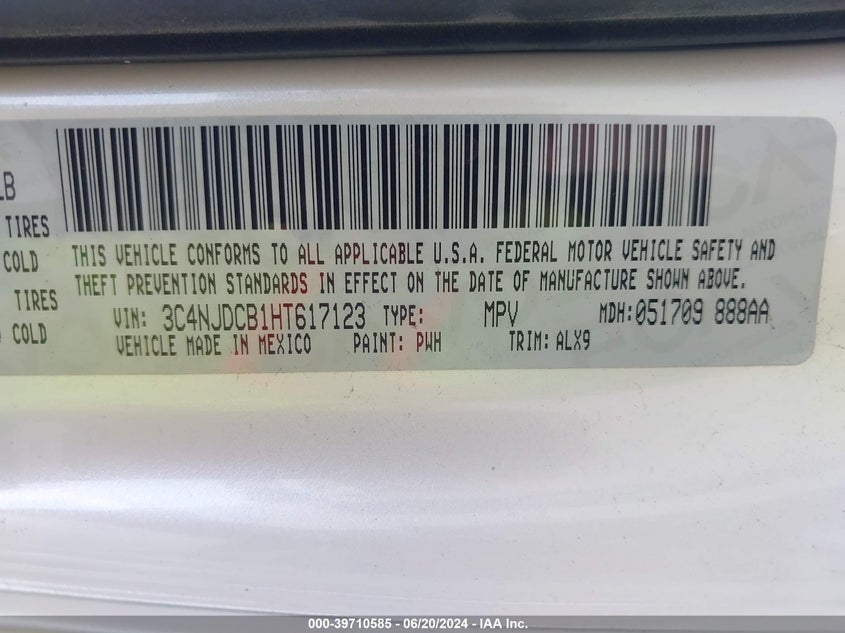 LB
TIRES
COLD
TIRES
COLD
THIS VEHICLE CONFORMS TO ALL APPLICABLE U.S.A. FEDERAL MOTOR VEHICLE SAFETY AND
THEFT PREVENTION STANDARDS IN EFFECT ON THE DATE OF MANUFACTURE SHOWN ABOVE.
VIN: 3C4NJDCB1HT617123 TYPE: MPV MDH:051709 888AA
VEHICLE MADE IN MEXICO PAINT: PWH TRIM: ALX9
000-39710585 - 06/20/2024 - IAA Inc.